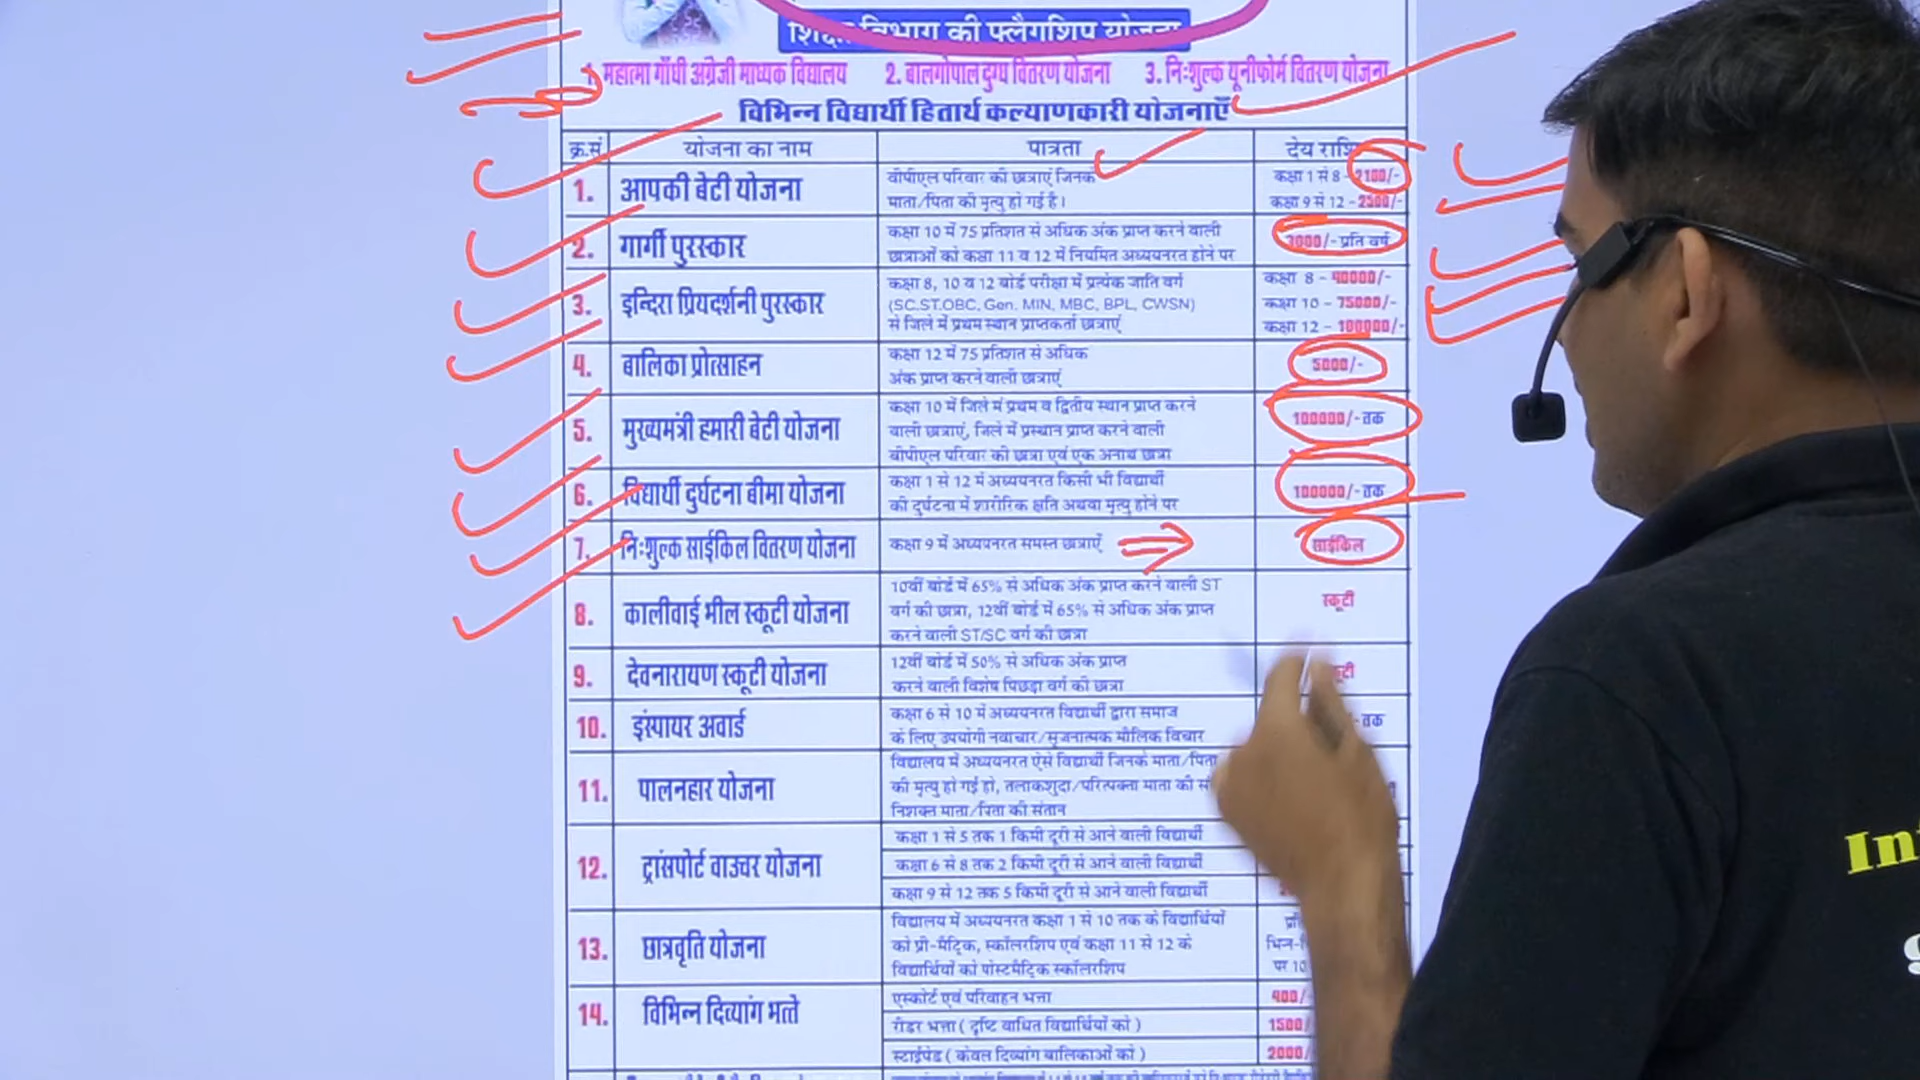 शिक्षा विभाग की फ्लैगशिप योजना
1. महात्मा गाँधी अंग्रेजी माध्यक विद्यालय 2. बालगोपाल दुग्ध वितरण योजना 3. निःशुल्क यूनीफोर्म वितरण योजना
विभिन्न विद्यार्थी हितार्थ कल्याणकारी योजनाएँ
क्र.सं योजना का नाम पात्रता देय राशि
1. आपकी बेटी योजना
बीपीएल परिवार की छात्राएं जिनके
माता/पिता की मृत्यु हो गई है।
कक्षा 1 से 8 - 2100/-
कक्षा 9 से 12 - 2500/-
2. गार्गी पुरस्कार
कक्षा 10 में 75 प्रतिशत से अधिक अंक प्राप्त करने वाली
छात्राओं को कक्षा 11 व 12 में नियमित अध्ययनरत होने पर
3000/- प्रति वर्ष
3. इन्दिरा प्रियदर्शनी पुरस्कार
कक्षा 8, 10 व 12 बोर्ड परीक्षा में प्रत्येक जाति वर्ग
(SC.ST.OBC, Gen. MIN, MBC, BPL, CWSN)
से जिले में प्रथम स्थान प्राप्तकर्ता छात्राएं
कक्षा 8 - 40000/-
कक्षा 10 - 75000/-
कक्षा 12 - 100000/-
4. बालिका प्रोत्साहन
कक्षा 12 में 75 प्रतिशत से अधिक
अंक प्राप्त करने वाली छात्राएं
5000/-
5. मुख्यमंत्री हमारी बेटी योजना
कक्षा 10 में जिले में प्रथम व द्वितीय स्थान प्राप्त करने
वाली छात्राएं, जिले में प्रस्थान प्राप्त करने वाली
बीपीएल परिवार की छात्रा एवं एक अनाथ छात्रा
100000/- तक
6. विद्यार्थी दुर्घटना बीमा योजना
कक्षा 1 से 12 में अध्ययनरत किसी भी विद्यार्थी
की दुर्घटना में शारीरिक क्षति अथवा मृत्यु होने पर
100000/- तक
7. निःशुल्क साईकिल वितरण योजना
कक्षा 9 में अध्ययनरत समस्त छात्राएँ
साईकिल
8. कालीबाई भील स्कूटी योजना
10वीं बोर्ड में 65% से अधिक अंक प्राप्त करने वाली ST
वर्ग की छात्रा, 12वीं बोर्ड में 65% से अधिक अंक प्राप्त
करने वाली ST/SC वर्ग की छात्रा
स्कूटी
9. देवनारायण स्कूटी योजना
12वीं बोर्ड में 50% से अधिक अंक प्राप्त
करने वाली विशेष पिछड़ा वर्ग की छात्रा
10. इंस्पायर अवार्ड
कक्षा 6 से 10 में अध्ययनरत विद्यार्थी द्वारा समाज
के लिए उपयोगी नवाचार/सृजनात्मक मौलिक विचार
- तक
11. पालनहार योजना
विद्यालय में अध्ययनरत ऐसे विद्यार्थी जिनके माता/पिता
की मृत्यु हो गई हो, तलाकशुदा/परित्यक्ता माता की
निशक्त माता/पिता की संतान
12. ट्रांसपोर्ट वाउचर योजना
कक्षा 1 से 5 तक 1 किमी दूरी से आने वाली विद्यार्थी
कक्षा 6 से 8 तक 2 किमी दूरी से आने वाली विद्यार्थी
कक्षा 9 से 12 तक 5 किमी दूरी से आने वाली विद्यार्थी
13. छात्रवृति योजना
विद्यालय में अध्ययनरत कक्षा 1 से 10 तक के विद्यार्थियों
को प्री-मैट्रिक, स्कॉलरशिप एवं कक्षा 11 से 12 के
विद्यार्थियों को पोस्टमैट्रिक स्कॉलरशिप
पर 10
14. विभिन्न दिव्यांग भत्ते
एस्कोर्ट एवं परिवाहन भत्ता
400/-
रीडर भत्ता ( दृष्टि बाधित विद्यार्थियों को )
1500/
स्टाईपेंड ( केवल दिव्यांग बालिकाओं को )
2000/